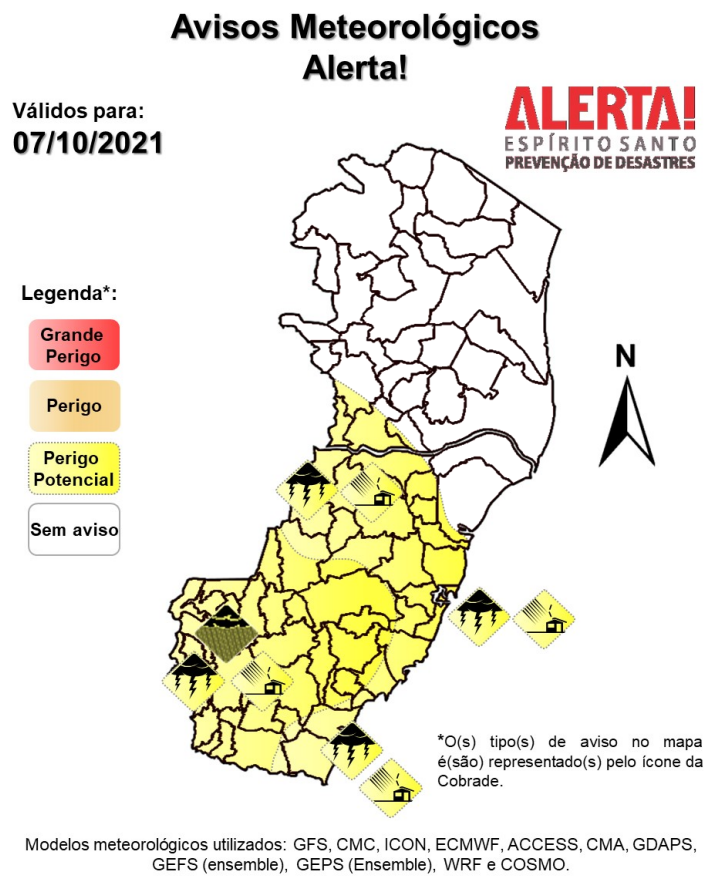 Avisos Meteorológicos
Alerta!
Válidos para:
07/10/2021
ALERTA!
ESPÍRITO SANTO
PREVENÇÃO DE DESASTRES
Legenda*:
Grande
Perigo
Perigo
Perigo
Potencial
Sem aviso
N
*O(s) tipo(s) de aviso no mapa
é(são) representado(s) pelo ícone da
Cobrade.
Modelos meteorológicos utilizados: GFS, CMC, ICON, ECMWF, ACCESS, CMA, GDAPS,
GEFS (ensemble), GEPS (Ensemble), WRF e COSMO.